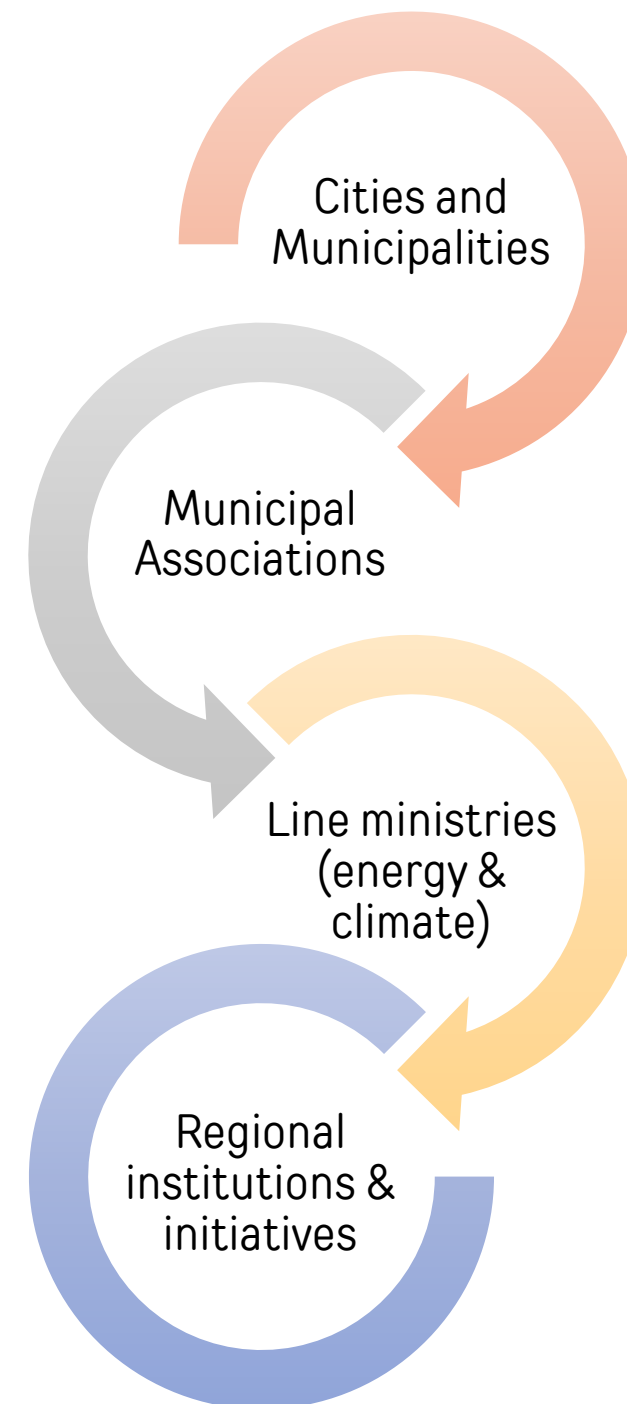 Cities and
Municipalities
Municipal
Associations
Line ministries
(energy &
climate)
Regional
institutions &
initiatives